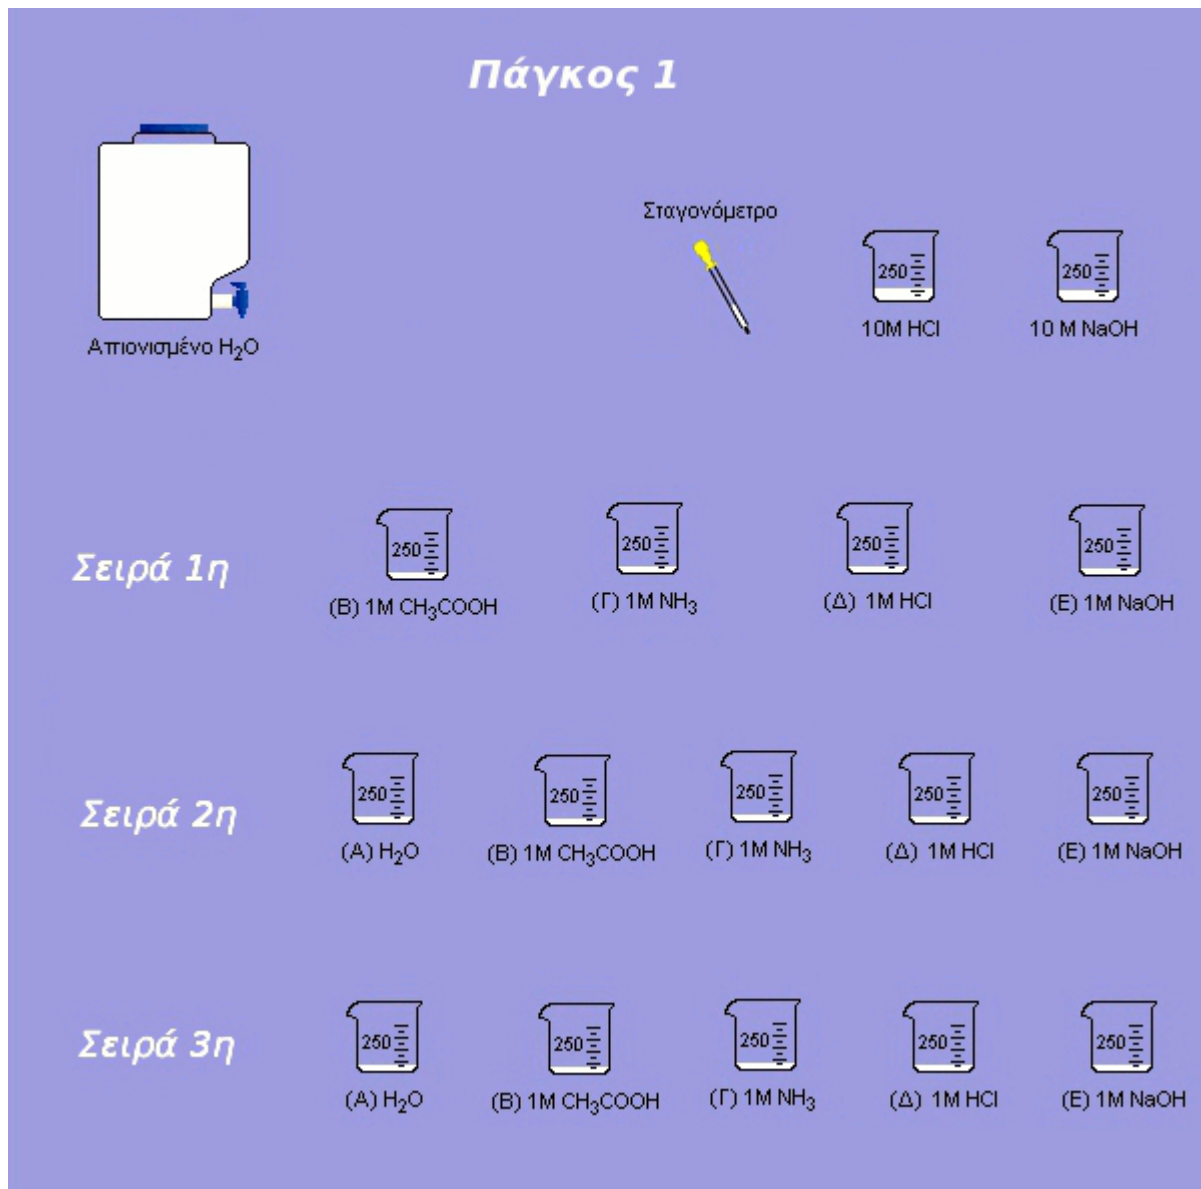 Πάγκος 1
Σταγονόμετρο
250 250
10M HCl 10 M NaOH
Απιονισμένο H₂O
Σειρά 1η
250 250 250 250
(Β) 1M CH₃COOH (Γ) 1M NH₃ (Δ) 1M HCl (Ε) 1M NaOH
Σειρά 2η
250 250 250 250 250
(Α) H₂O (Β) 1M CH₃COOH (Γ) 1M NH₃ (Δ) 1M HCl (Ε) 1M NaOH
Σειρά 3η
250 250 250 250 250
(Α) H₂O (Β) 1M CH₃COOH (Γ) 1M NH₃ (Δ) 1M HCl (Ε) 1M NaOH